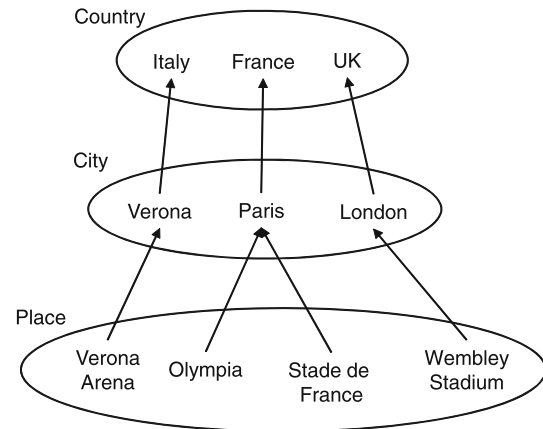 Country
Italy France UK
City
Verona Paris London
Place
Verona Arena
Olympia
Stade de France
Wembley Stadium